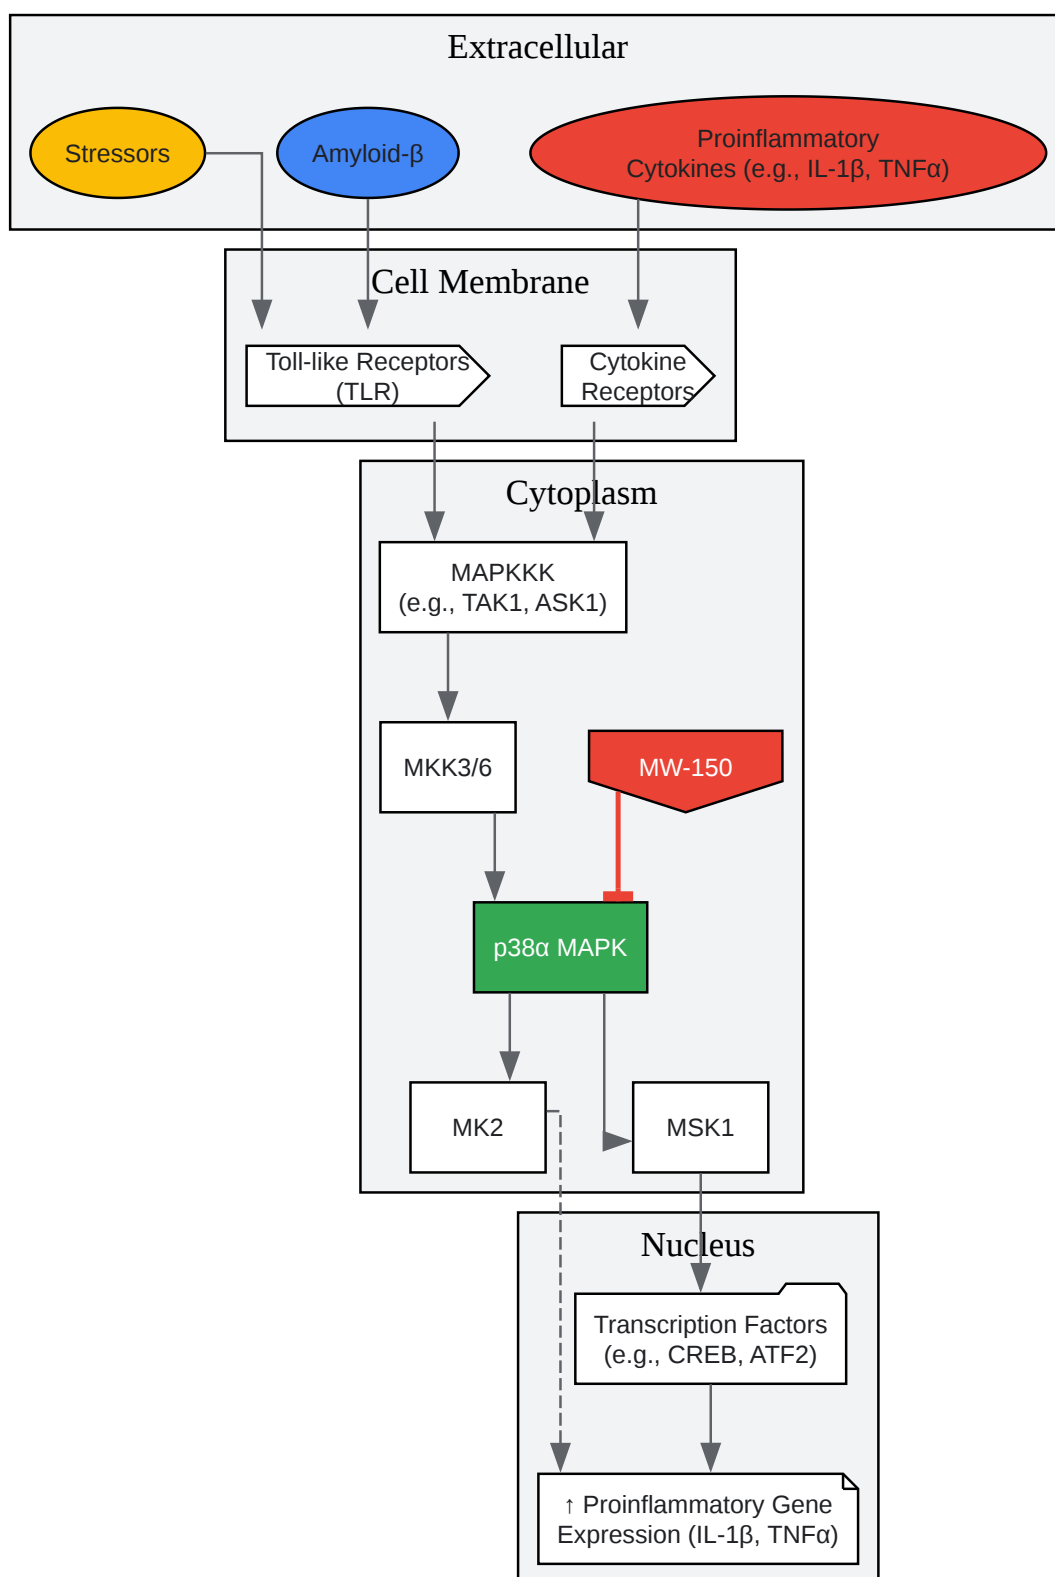 Extracellular
Stressors
Amyloid-β
Proinflammatory
Cytokines (e.g., IL-1β, TNFα)
Cell Membrane
Toll-like Receptors
(TLR)
Cytokine
Receptors
Cytoplasm
MAPKKK
(e.g., TAK1, ASK1)
MKK3/6
MW-150
p38α MAPK
MK2
MSK1
Nucleus
Transcription Factors
(e.g., CREB, ATF2)
↑ Proinflammatory Gene
Expression (IL-1β, TNFα)